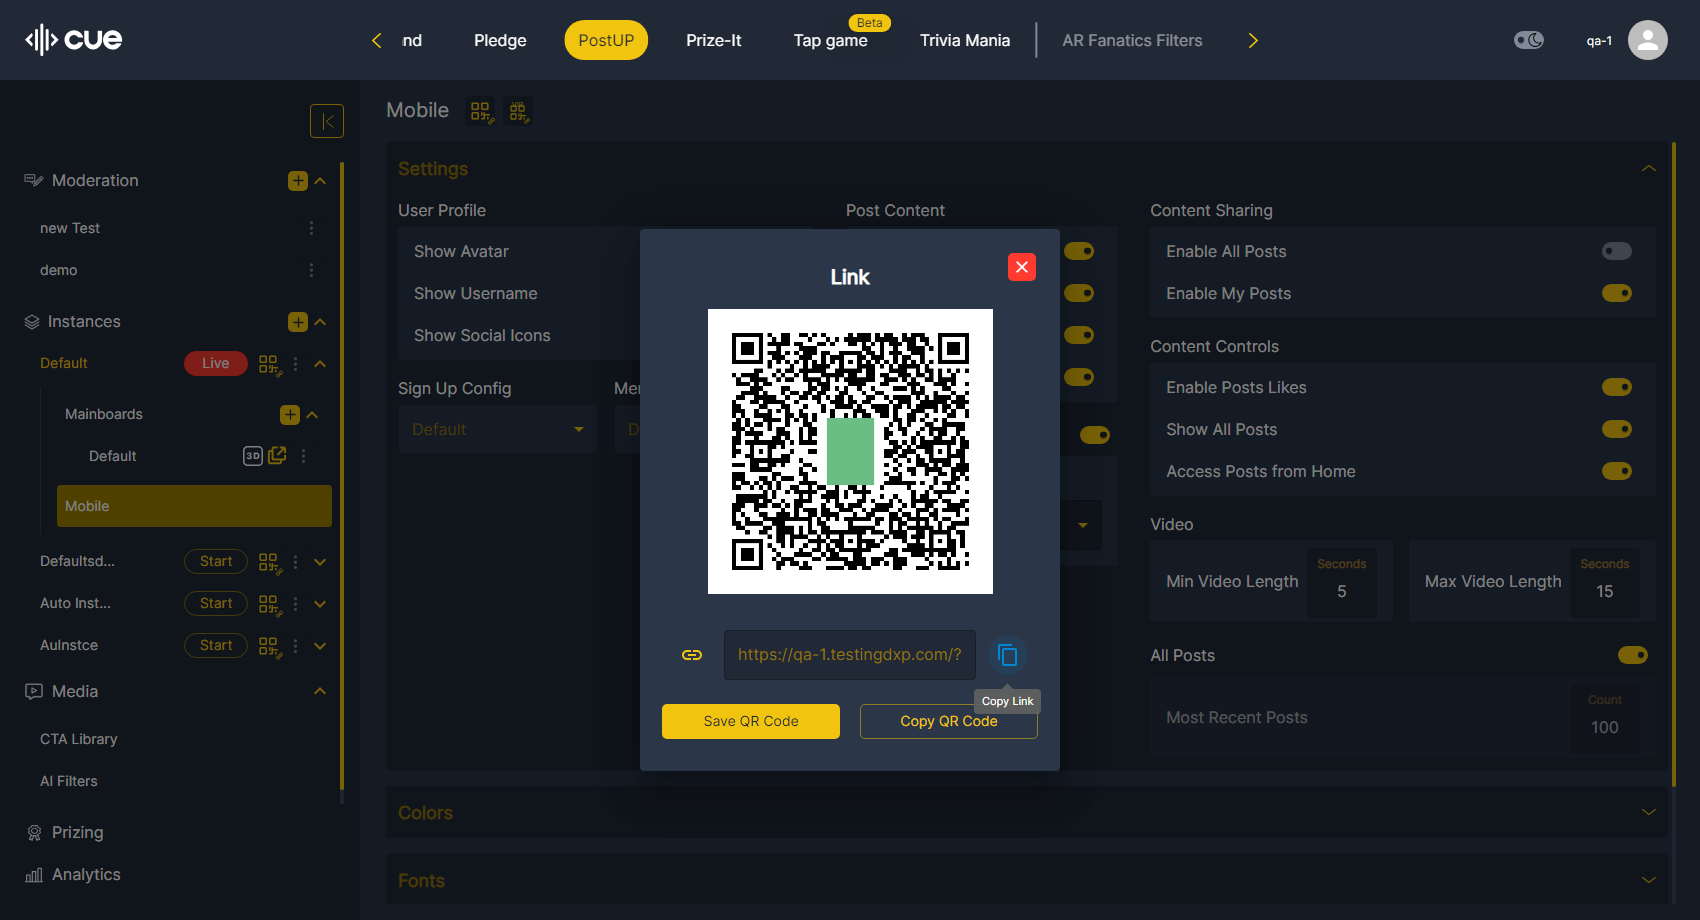 cue
nd
Pledge
PostUP
Prize-It
Tap game
Beta
Trivia Mania
AR Fanatics Filters
qa-1
Moderation
new Test
demo
Instances
Default
Live
Mainboards
Default
3D
Mobile
Defaultsd...
Start
Auto Inst...
Start
AuInstce
Start
Media
CTA Library
AI Filters
Prizing
Analytics
Mobile
Settings
User Profile
Show Avatar
Show Username
Show Social Icons
Sign Up Config
Default
Mer
D
Post Content
Content Sharing
Enable All Posts
Enable My Posts
Content Controls
Enable Posts Likes
Show All Posts
Access Posts from Home
Video
Min Video Length
Seconds
5
Max Video Length
Seconds
15
All Posts
Most Recent Posts
Count
100
Colors
Fonts
Link
https://qa-1.testingdxp.com/?
Copy Link
Save QR Code
Copy QR Code